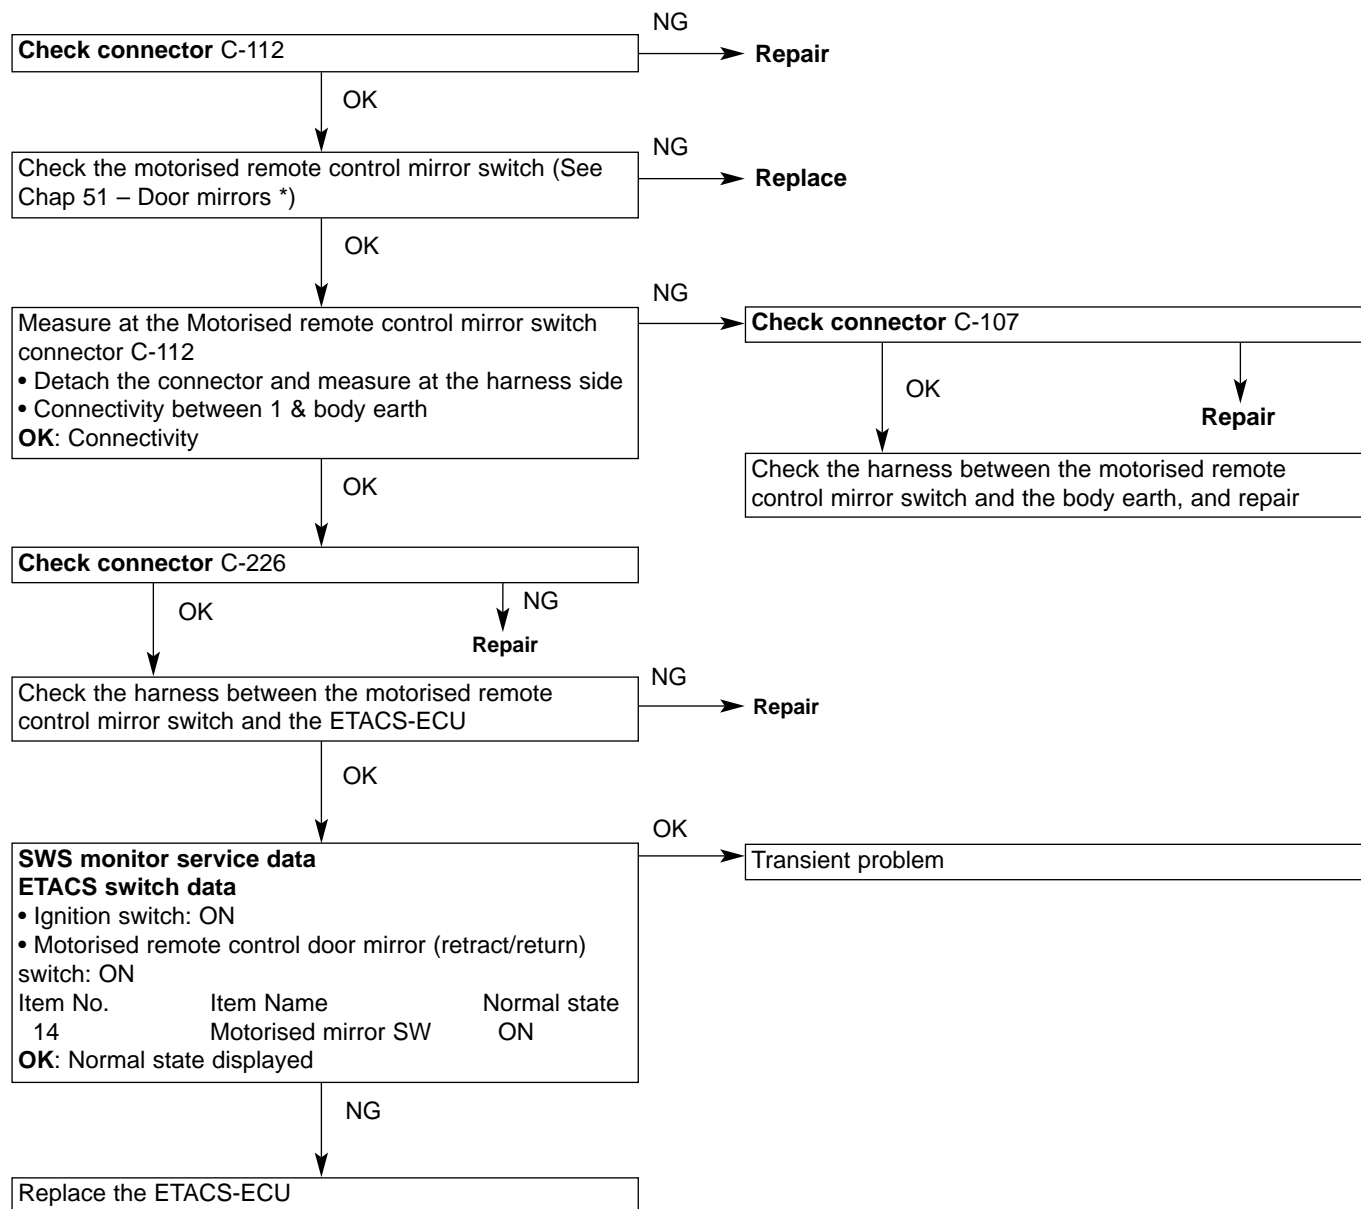 NG
Check connector C-112
Repair
OK
NG
Check the motorised remote control mirror switch (See
Chap 51 – Door mirrors *)
Replace
OK
NG
Measure at the Motorised remote control mirror switch
connector C-112
• Detach the connector and measure at the harness side
• Connectivity between 1 & body earth
OK: Connectivity
Check connector C-107
OK
Repair
Check the harness between the motorised remote
control mirror switch and the body earth, and repair
OK
Check connector C-226
OK
NG
Repair
Check the harness between the motorised remote
control mirror switch and the ETACS-ECU
NG
Repair
OK
OK
SWS monitor service data
ETACS switch data
• Ignition switch: ON
• Motorised remote control door mirror (retract/return)
switch: ON
Item No. Item Name Normal state
14 Motorised mirror SW ON
OK: Normal state displayed
Transient problem
NG
Replace the ETACS-ECU